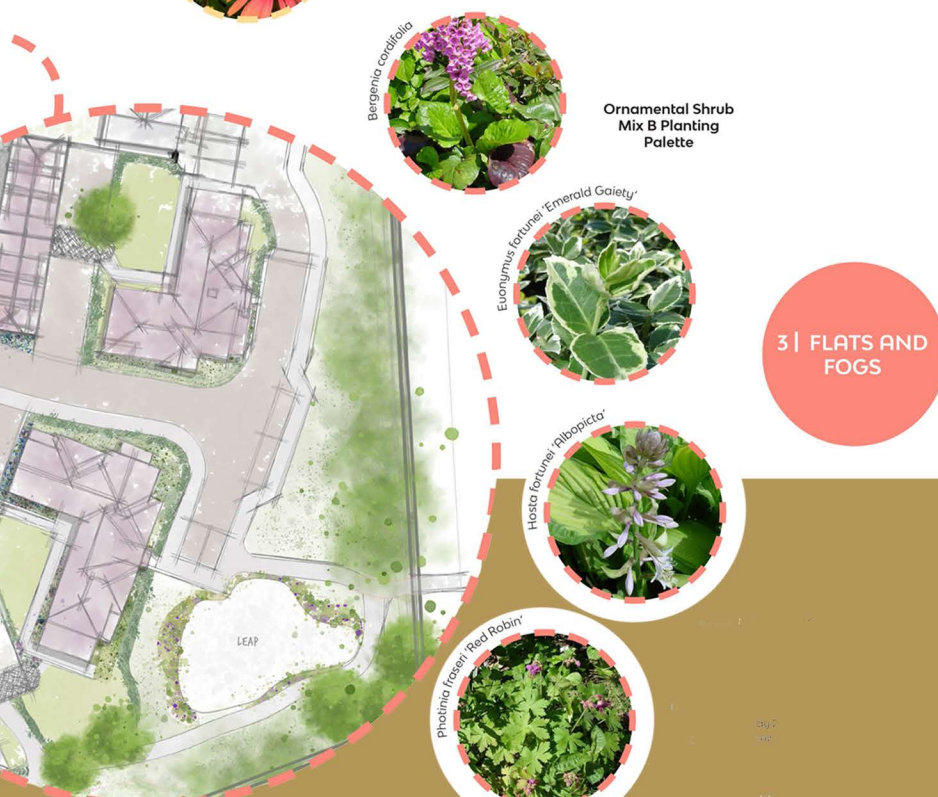 Bergenia cordifolia
Ornamental Shrub
Mix B Planting
Palette
Euonymus fortunei 'Emerald Gaiety'
3| FLATS AND
FOGS
Hosta fortunei 'Albopicta'
LEAP
Photinia fraseri 'Red Robin'